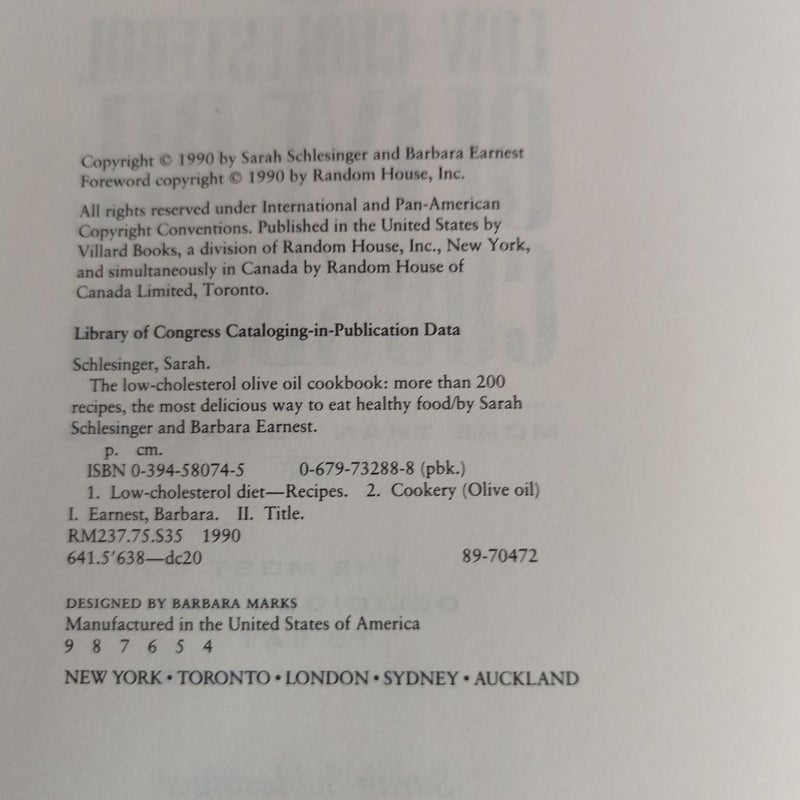 Copyright © 1990 by Sarah Schlesinger and Barbara Earnest
Foreword copyright © 1990 by Random House, Inc.
All rights reserved under International and Pan-American
Copyright Conventions. Published in the United States by
Villard Books, a division of Random House, Inc., New York,
and simultaneously in Canada by Random House of
Canada Limited, Toronto.
Library of Congress Cataloging-in-Publication Data
Schlesinger, Sarah.
The low-cholesterol olive oil cookbook: more than 200
recipes, the most delicious way to eat healthy food/by Sarah
Schlesinger and Barbara Earnest.
p. cm.
ISBN 0-394-58074-5 0-679-73288-8 (pbk.)
1. Low-cholesterol diet—Recipes. 2. Cookery (Olive oil)
I. Earnest, Barbara. II. Title.
RM237.75.S35 1990
641.5'638—dc20 89-70472
DESIGNED BY BARBARA MARKS
Manufactured in the United States of America
9 8 7 6 5 4
NEW YORK • TORONTO • LONDON • SYDNEY • AUCKLAND